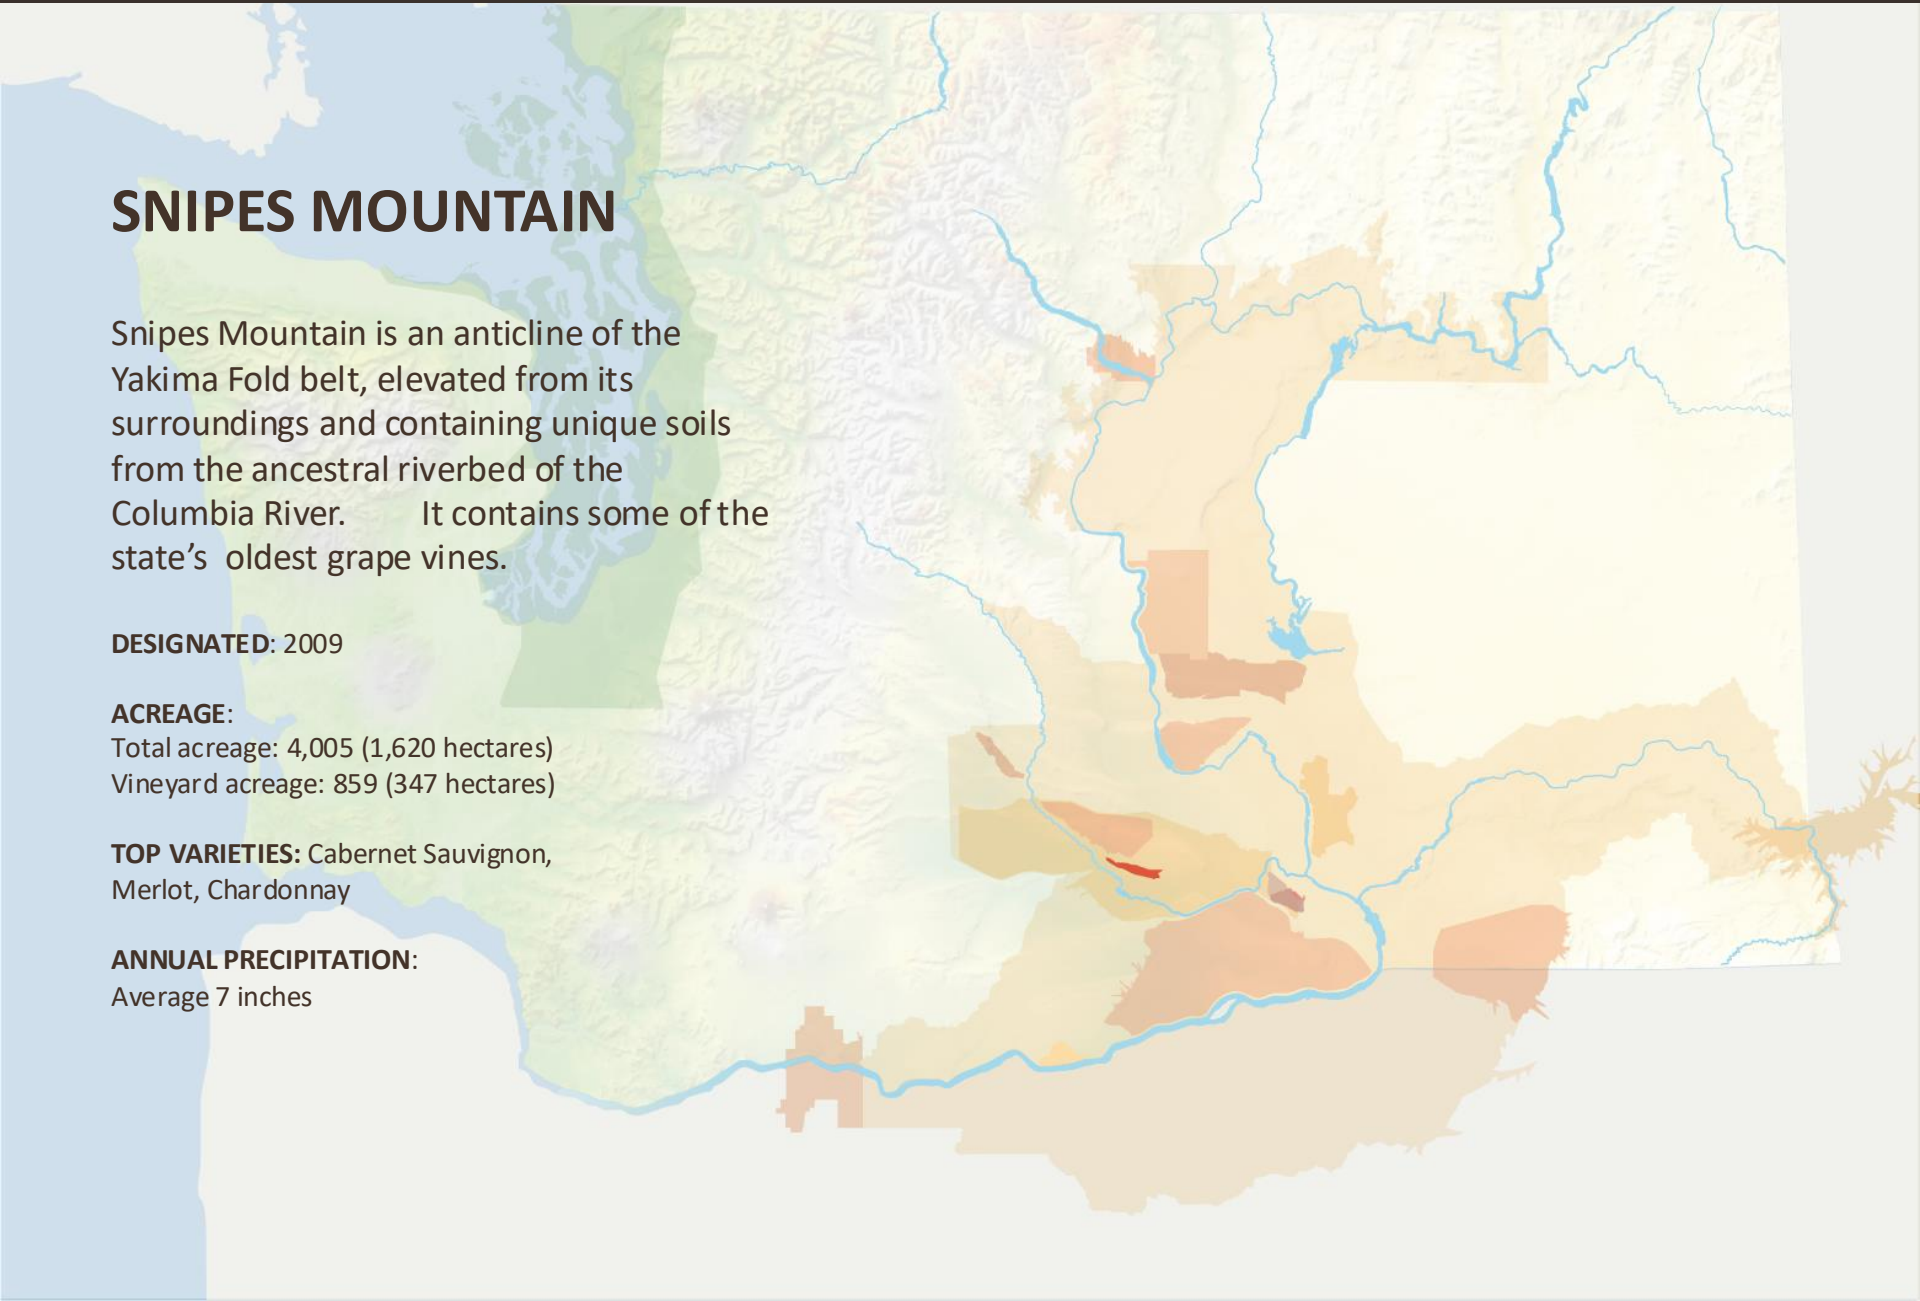 SNIPES MOUNTAIN
Snipes Mountain is an anticline of the
Yakima Fold belt, elevated from its
surroundings and containing unique soils
from the ancestral riverbed of the
Columbia River. It contains some of the
state’s oldest grape vines.
DESIGNATED: 2009
ACREAGE:
Total acreage: 4,005 (1,620 hectares)
Vineyard acreage: 859 (347 hectares)
TOP VARIETIES: Cabernet Sauvignon,
Merlot, Chardonnay
ANNUAL PRECIPITATION:
Average 7 inches